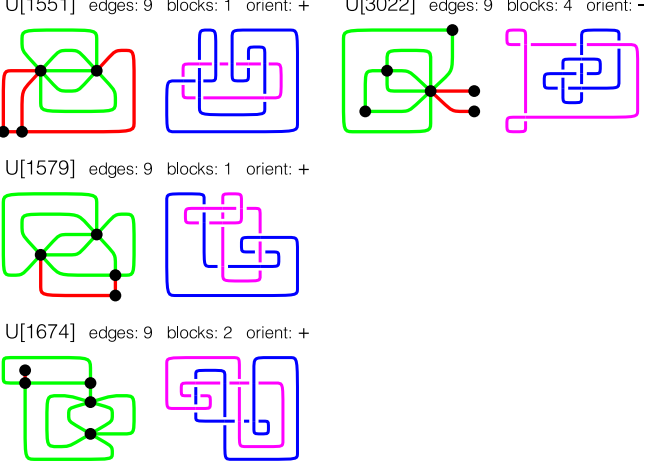 U[1551] edges: 9 blocks: 1 orient: +
U[3022] edges: 9 blocks: 4 orient: -
U[1579] edges: 9 blocks: 1 orient: +
U[1674] edges: 9 blocks: 2 orient: +